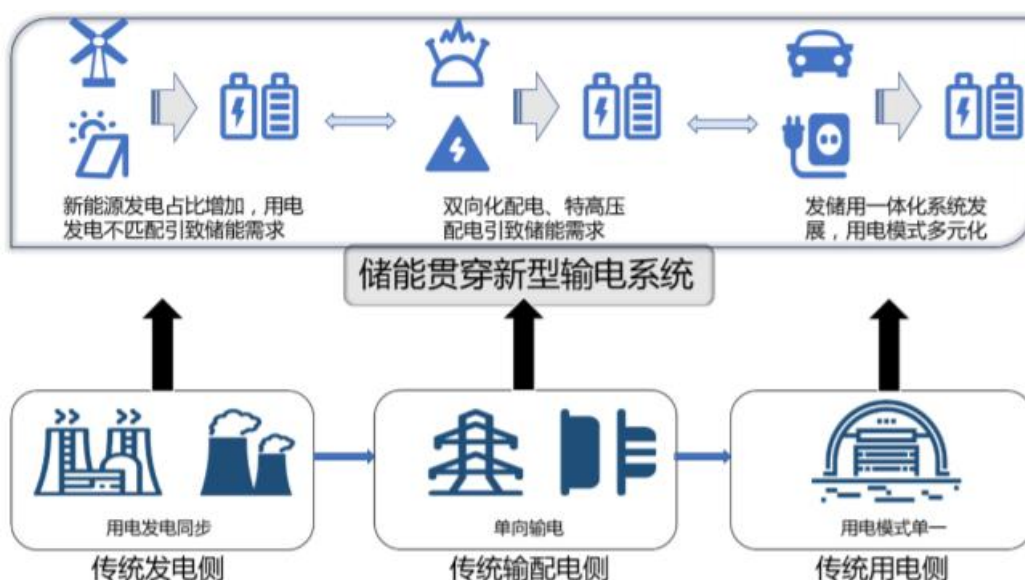 新能源发电占比增加，用电
发电不匹配引致储能需求
双向化配电、特高压
配电引致储能需求
发储用一体化系统发
展，用电模式多元化
储能贯穿新型输电系统
用电发电同步
单向输电
用电模式单一
传统发电侧
传统输配电侧
传统用电侧